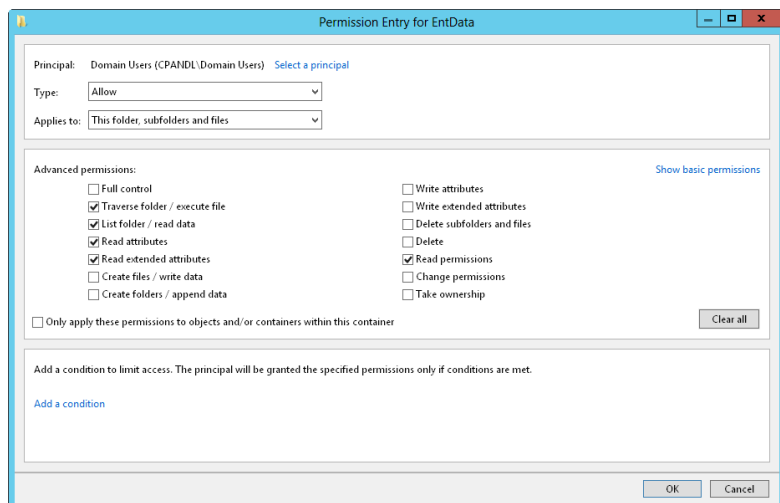 Permission Entry for EntData
Principal: Domain Users (CPANDL\Domain Users) Select a principal
Type: Allow
Applies to: This folder, subfolders and files
Advanced permissions: Show basic permissions
Full control
Traverse folder / execute file
List folder / read data
Read attributes
Read extended attributes
Create files / write data
Create folders / append data
Write attributes
Write extended attributes
Delete subfolders and files
Delete
Read permissions
Change permissions
Take ownership
Only apply these permissions to objects and/or containers within this container
Clear all
Add a condition to limit access. The principal will be granted the specified permissions only if conditions are met.
Add a condition
OK Cancel